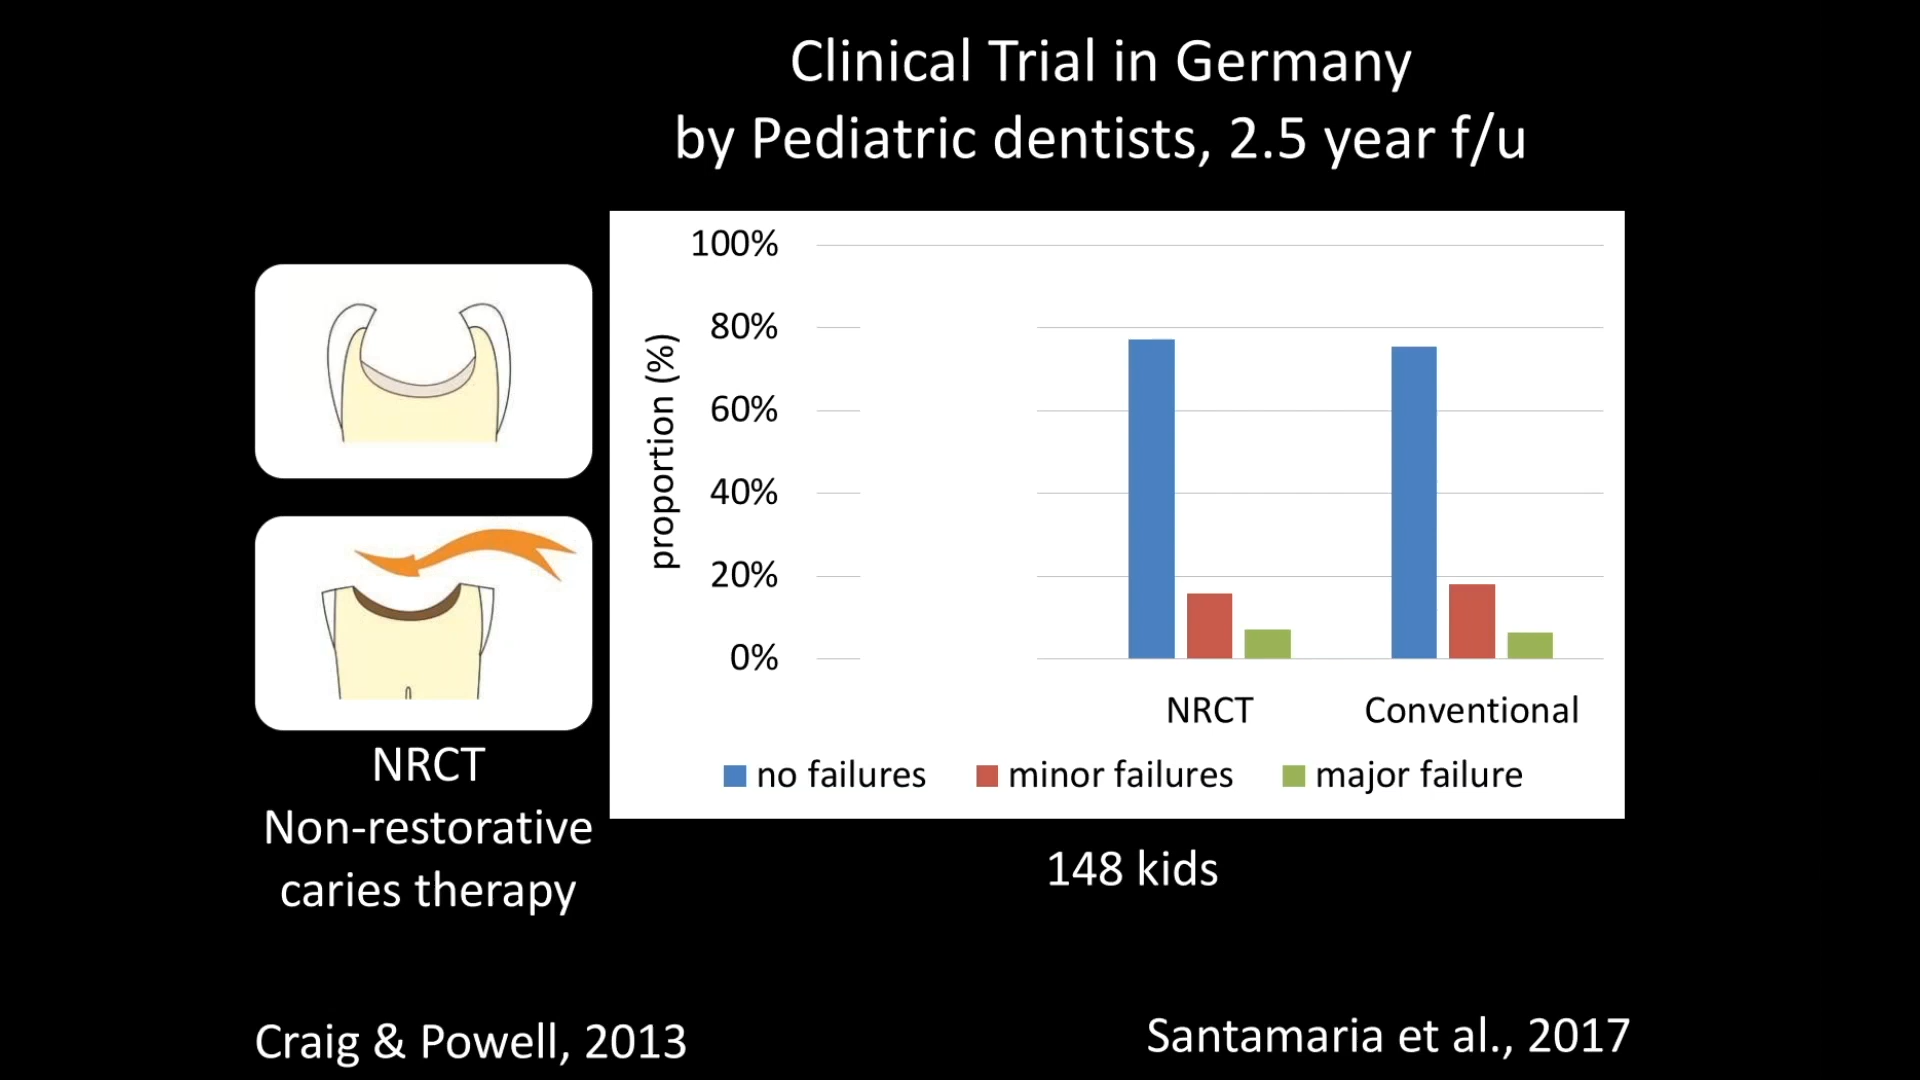 Clinical Trial in Germany
by Pediatric dentists, 2.5 year f/u
100%
80%
60%
40%
20%
0%
proportion (%)
NRCT
Conventional
no failures
minor failures
major failure
NRCT
Non-restorative
caries therapy
148 kids
Craig & Powell, 2013
Santamaria et al., 2017